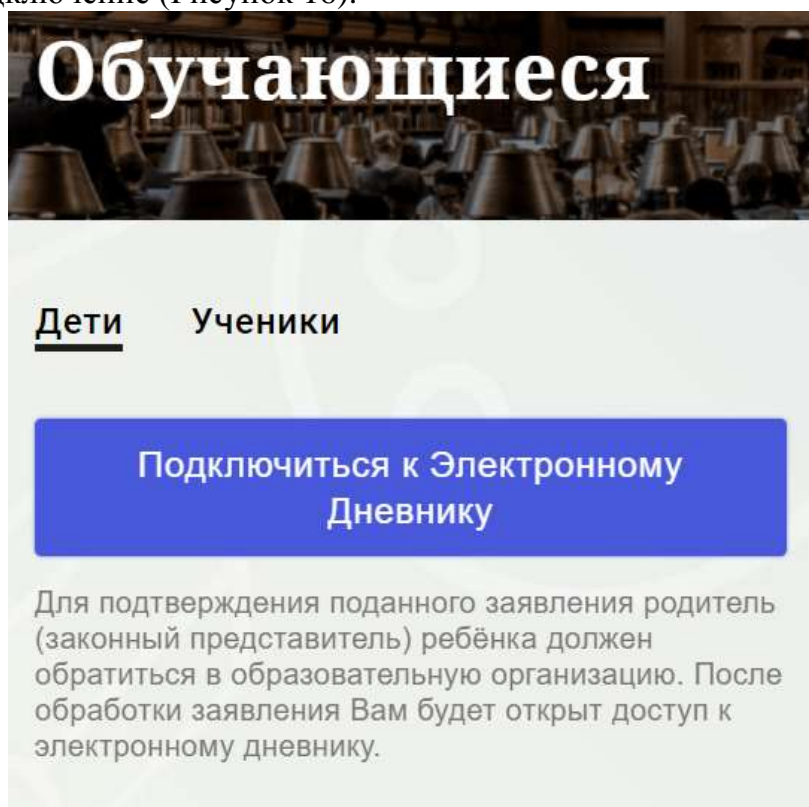 (Рисунок
Обучающиеся
Дети Ученики
Подключиться к Электронному
Дневнику
Для подтверждения поданного заявления родитель
(законный представитель) ребёнка должен
обратиться в образовательную организацию. После
обработки заявления Вам будет открыт доступ к
электронному дневнику.